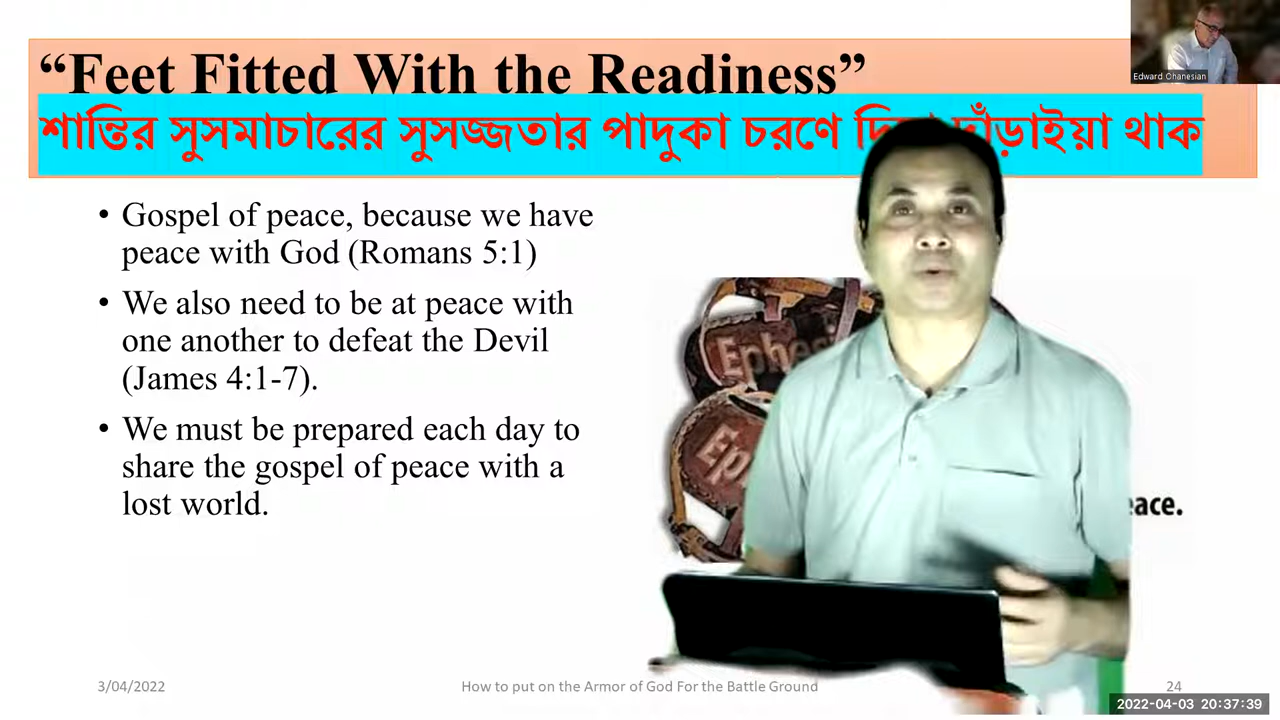 “Feet Fitted With the Readiness”
Edward Ohanesian
শান্তির সুসমাচারের সুসজ্জতার পাদুকা চরণে দাঁড়াইয়া থাক
• Gospel of peace, because we have
peace with God (Romans 5:1)
• We also need to be at peace with
one another to defeat the Devil
(James 4:1-7).
• We must be prepared each day to
share the gospel of peace with a
lost world.
3/04/2022
How to put on the Armor of God For the Battle Ground
24
2022-04-03 20:37:39